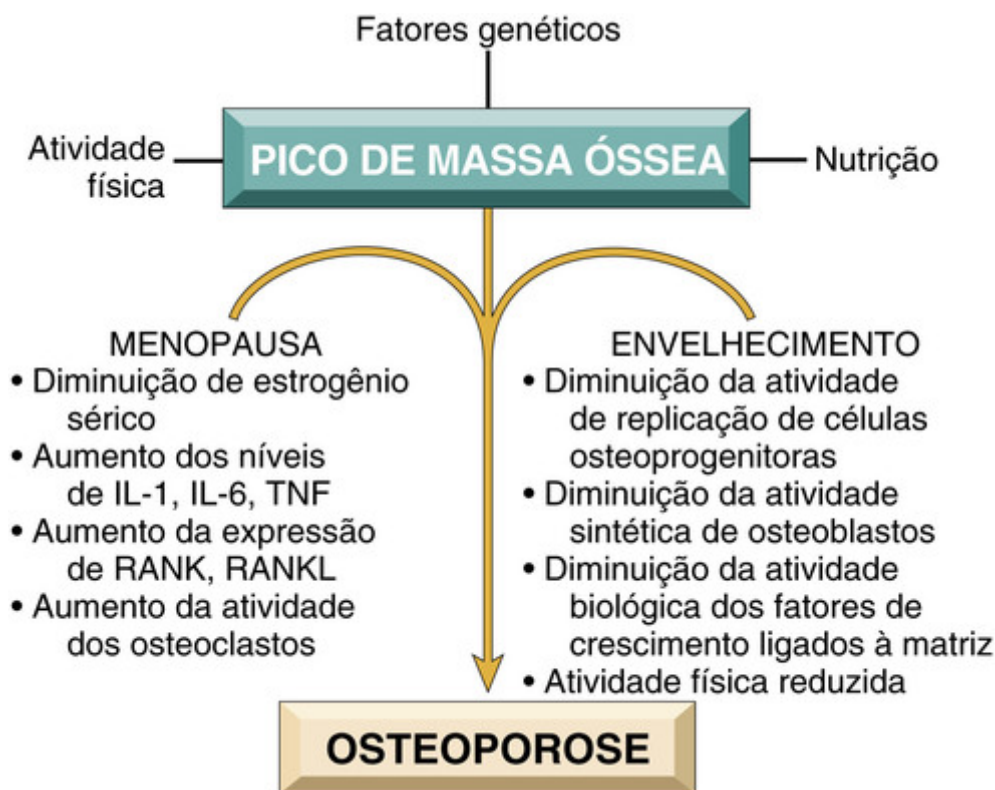 Fatores genéticos
Atividade
física
PICO DE MASSA ÓSSEA
Nutrição
MENOPAUSA
• Diminuição de estrogênio
sérico
• Aumento dos níveis
de IL-1, IL-6, TNF
• Aumento da expressão
de RANK, RANKL
• Aumento da atividade
dos osteoclastos
ENVELHECIMENTO
• Diminuição da atividade
de replicação de células
osteoprogenitoras
• Diminuição da atividade
sintética de osteoblastos
• Diminuição da atividade
biológica dos fatores de
crescimento ligados à matriz
• Atividade física reduzida
OSTEOPOROSE